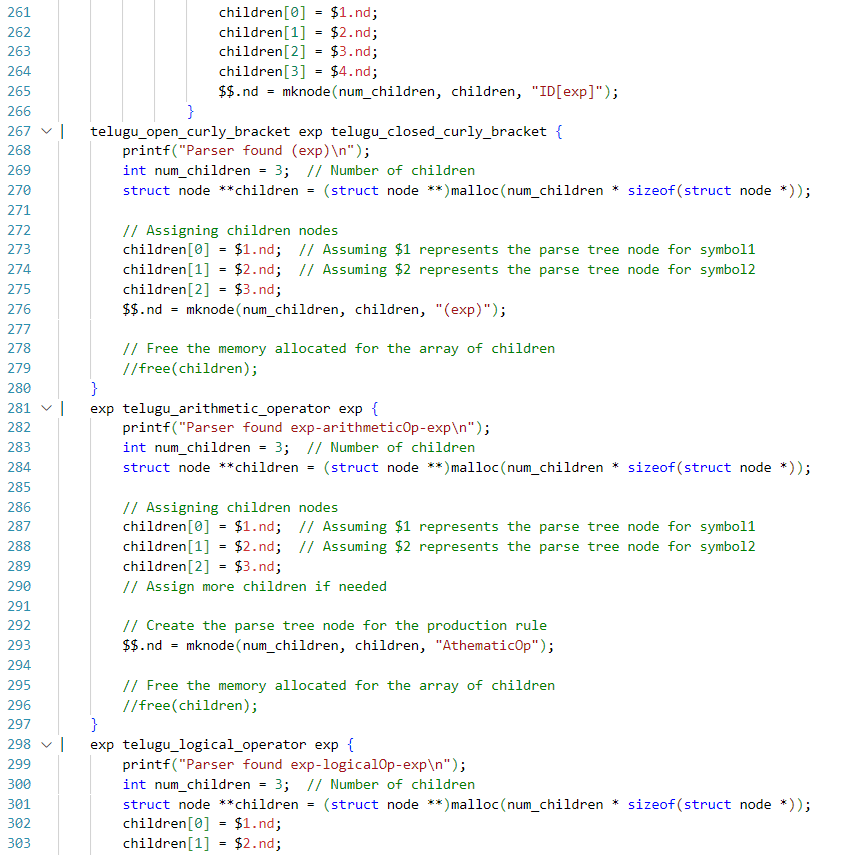 261 children[0] = $1.nd;
262 children[1] = $2.nd;
263 children[2] = $3.nd;
264 children[3] = $4.nd;
265 $$.nd = mknode(num_children, children, "ID[exp]");
266 }
267 | telugu_open_curly_bracket exp telugu_closed_curly_bracket {
268 printf("Parser found (exp)\n");
269 int num_children = 3;  // Number of children
270 struct node **children = (struct node **)malloc(num_children * sizeof(struct node *));
271
272 // Assigning children nodes
273 children[0] = $1.nd;  // Assuming $1 represents the parse tree node for symbol1
274 children[1] = $2.nd;  // Assuming $2 represents the parse tree node for symbol2
275 children[2] = $3.nd;
276 $$.nd = mknode(num_children, children, "(exp)");
277
278 // Free the memory allocated for the array of children
279 //free(children);
280 }
281 | exp telugu_arithmetic_operator exp {
282 printf("Parser found exp-arithmeticOp-exp\n");
283 int num_children = 3;  // Number of children
284 struct node **children = (struct node **)malloc(num_children * sizeof(struct node *));
285
286 // Assigning children nodes
287 children[0] = $1.nd;  // Assuming $1 represents the parse tree node for symbol1
288 children[1] = $2.nd;  // Assuming $2 represents the parse tree node for symbol2
289 children[2] = $3.nd;
290 // Assign more children if needed
291
292 // Create the parse tree node for the production rule
293 $$.nd = mknode(num_children, children, "AthematicOp");
294
295 // Free the memory allocated for the array of children
296 //free(children);
297 }
298 | exp telugu_logical_operator exp {
299 printf("Parser found exp-logicalOp-exp\n");
300 int num_children = 3;  // Number of children
301 struct node **children = (struct node **)malloc(num_children * sizeof(struct node *));
302 children[0] = $1.nd;
303 children[1] = $2.nd;